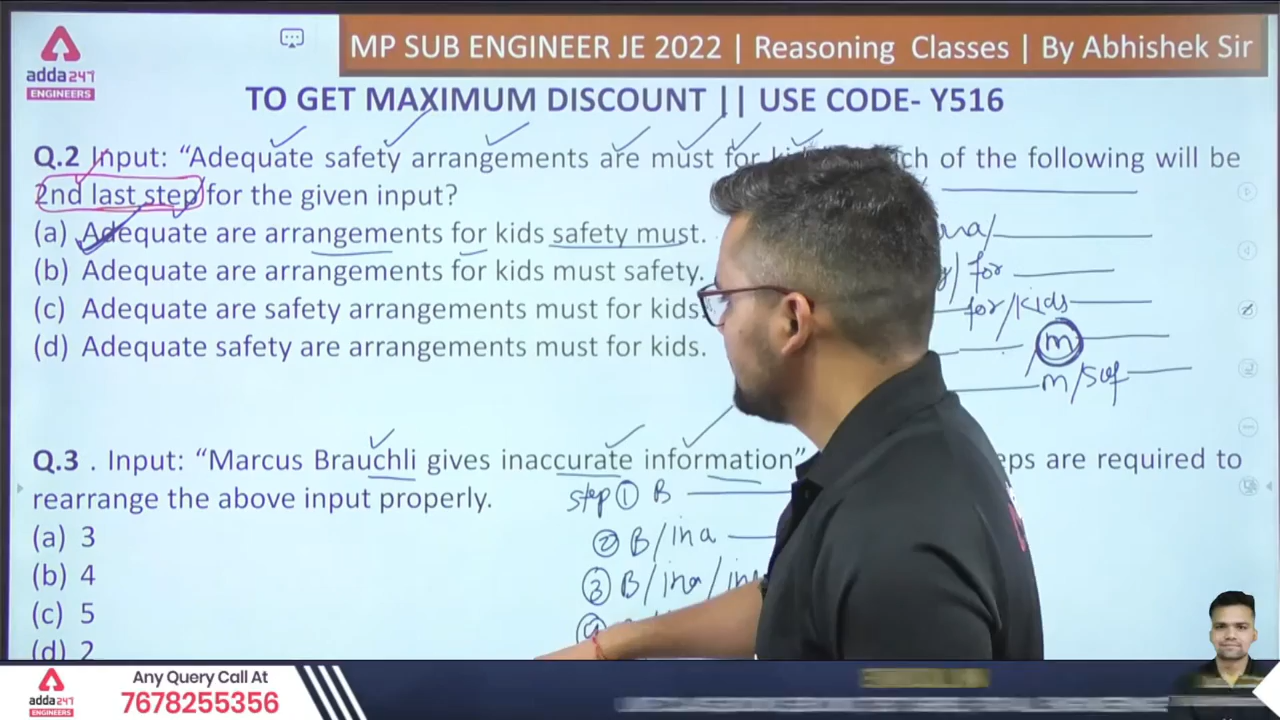 adda247
ENGINEERS
MP SUB ENGINEER JE 2022 | Reasoning Classes | By Abhishek Sir
TO GET MAXIMUM DISCOUNT || USE CODE- Y516
Q.2 Input: “Adequate safety arrangements are must for of the following will be
2nd last step for the given input?
(a) Adequate are arrangements for kids safety must.
(b) Adequate are arrangements for kids must safety.
(c) Adequate are safety arrangements must for kids.
(d) Adequate safety are arrangements must for kids.
/ for
for/kids
m
m/saf
Q.3 . Input: “Marcus Brauchli gives inaccurate information” are required to
rearrange the above input properly.
step ① B
② B/ina
③ B/ina/
(a) 3
(b) 4
(c) 5
(d) 2
adda247
ENGINEERS
Any Query Call At
7678255356